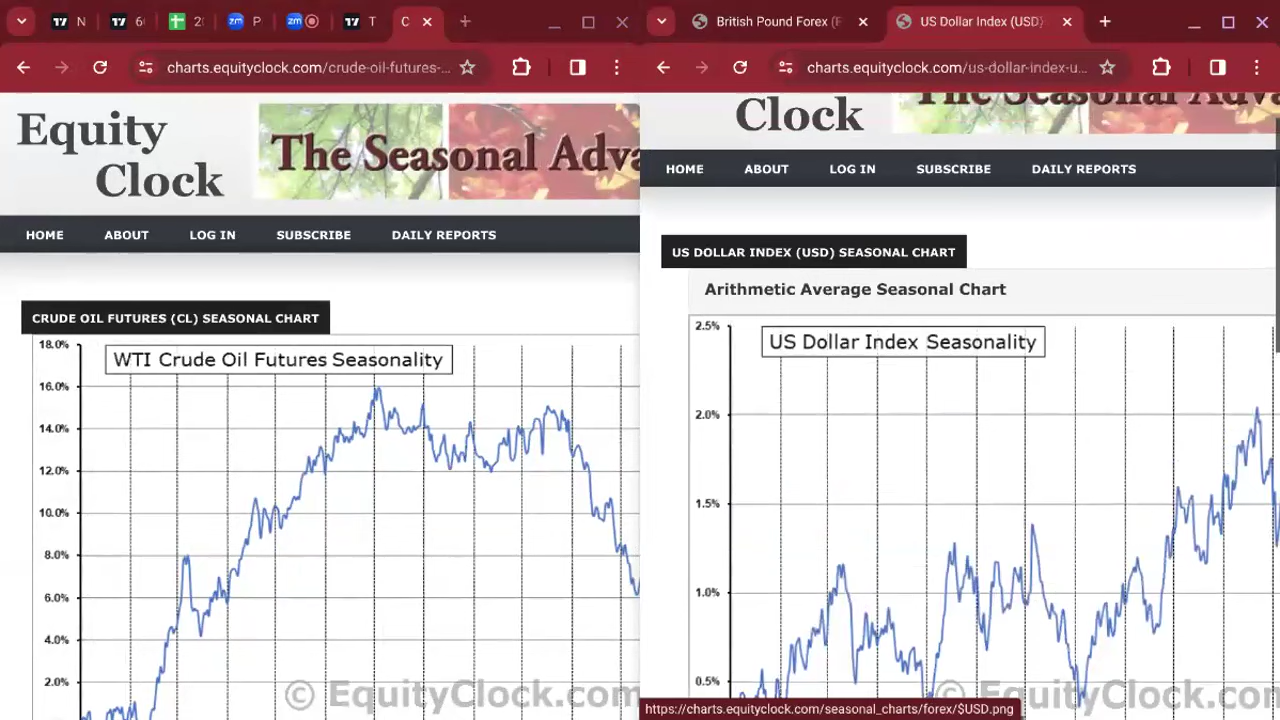 N
6
2
P
T
C
charts.equityclock.com/crude-oil-futures-...
Equity
Clock
The Seasonal Adva
HOME
ABOUT
LOG IN
SUBSCRIBE
DAILY REPORTS
CRUDE OIL FUTURES (CL) SEASONAL CHART
WTI Crude Oil Futures Seasonality
18.0%
16.0%
14.0%
12.0%
10.0%
8.0%
6.0%
4.0%
2.0%
© EquityClock.com
British Pound Forex (
US Dollar Index (USD)
charts.equityclock.com/us-dollar-index-u...
Clock
The Seasonal Adva
HOME
ABOUT
LOG IN
SUBSCRIBE
DAILY REPORTS
US DOLLAR INDEX (USD) SEASONAL CHART
Arithmetic Average Seasonal Chart
US Dollar Index Seasonality
2.5%
2.0%
1.5%
1.0%
0.5%
© EquityClock.com
https://charts.equityclock.com/seasonal_charts/forex/$USD.png